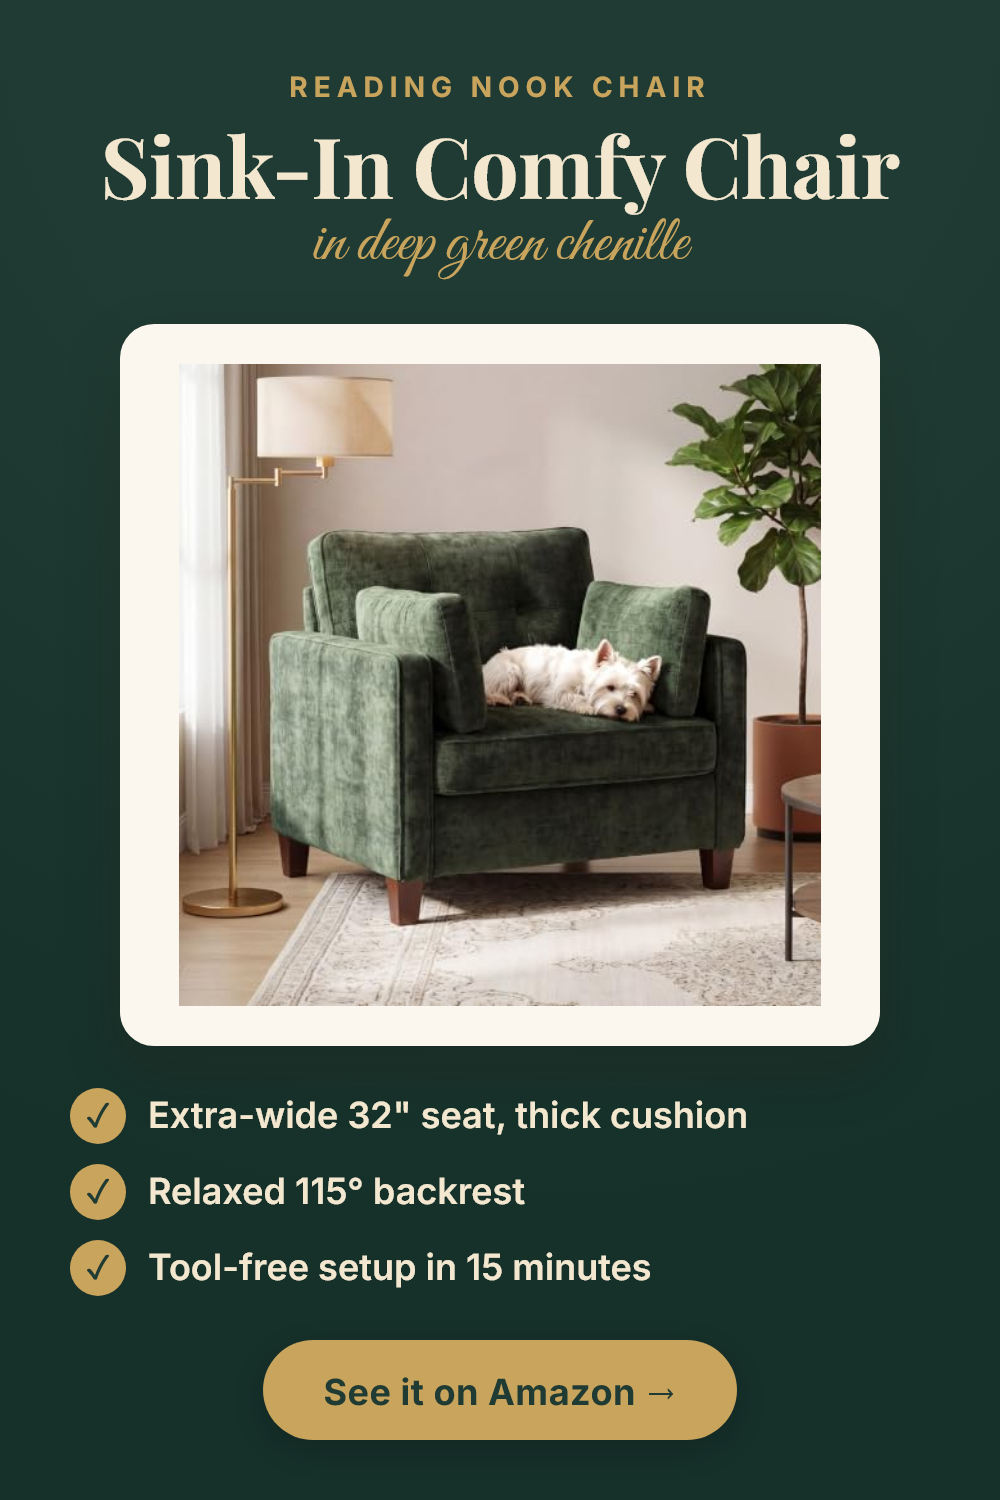 READING NOOK CHAIR
Sink-In Comfy Chair
in deep green chenille
✓ Extra-wide 32" seat, thick cushion
✓ Relaxed 115° backrest
✓ Tool-free setup in 15 minutes
See it on Amazon →